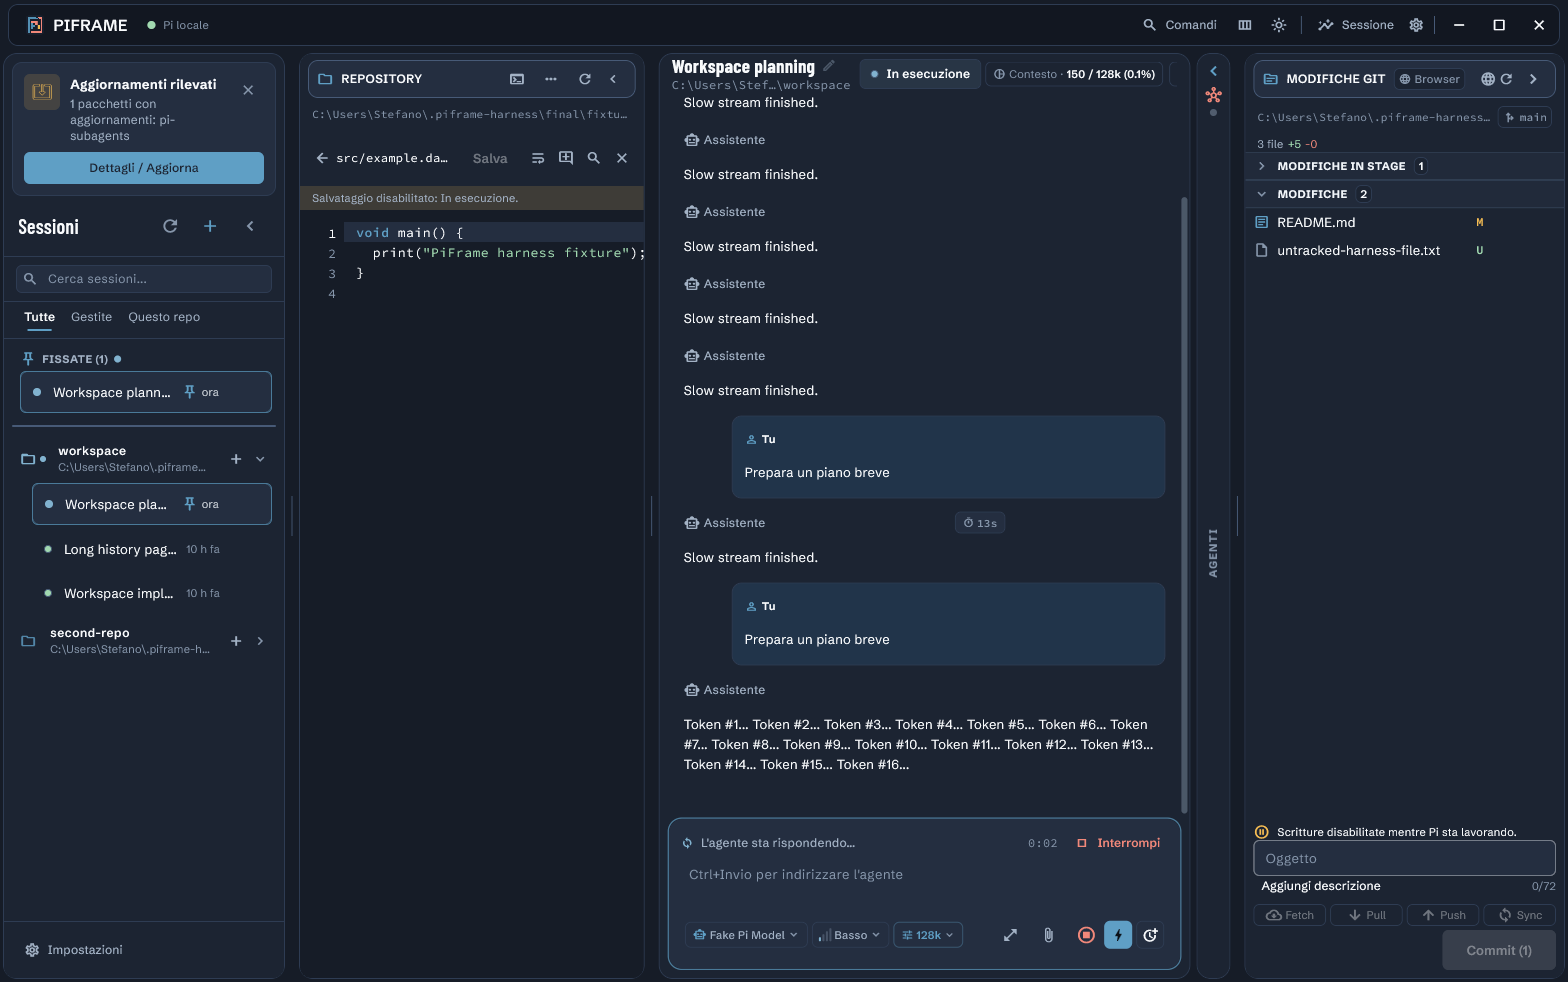 PIFRAME
Pi locale
Comandi
Sessione
Aggiornamenti rilevati
1 pacchetti con
aggiornamenti: pi-
subagents
Dettagli / Aggiorna
Sessioni
Cerca sessioni...
Tutte
Gestite
Questo repo
FISSATE (1)
Workspace plann...
ora
workspace
C:\Users\Stefano\.piframe...
Workspace pla...
ora
Long history pag...
10 h fa
Workspace impl...
10 h fa
second-repo
C:\Users\Stefano\.piframe-h...
Impostazioni
REPOSITORY
C:\Users\Stefano\.piframe-harness\final\fixtu...
src/example.da...
Salva
Salvataggio disabilitato: In esecuzione.
1 void main() {
2 print("PiFrame harness fixture");
3 }
4
Workspace planning
C:\Users\Stef...\workspace
In esecuzione
Contesto · 150 / 128k (0.1%)
Slow stream finished.
Assistente
Slow stream finished.
Assistente
Slow stream finished.
Assistente
Slow stream finished.
Assistente
Slow stream finished.
Tu
Prepara un piano breve
Assistente
13s
Slow stream finished.
Tu
Prepara un piano breve
Assistente
Token #1... Token #2... Token #3... Token #4... Token #5... Token #6... Token
#7... Token #8... Token #9... Token #10... Token #11... Token #12... Token #13...
Token #14... Token #15... Token #16...
L'agente sta rispondendo...
0:02
Interrompi
Ctrl+Invio per indirizzare l'agente
Fake Pi Model
Basso
128k
AGENTI
MODIFICHE GIT
Browser
C:\Users\Stefano\.piframe-harness...
main
3 file +5 -0
MODIFICHE IN STAGE 1
MODIFICHE 2
README.md
M
untracked-harness-file.txt
U
Scritture disabilitate mentre Pi sta lavorando.
Oggetto
Aggiungi descrizione
0/72
Fetch
Pull
Push
Sync
Commit (1)